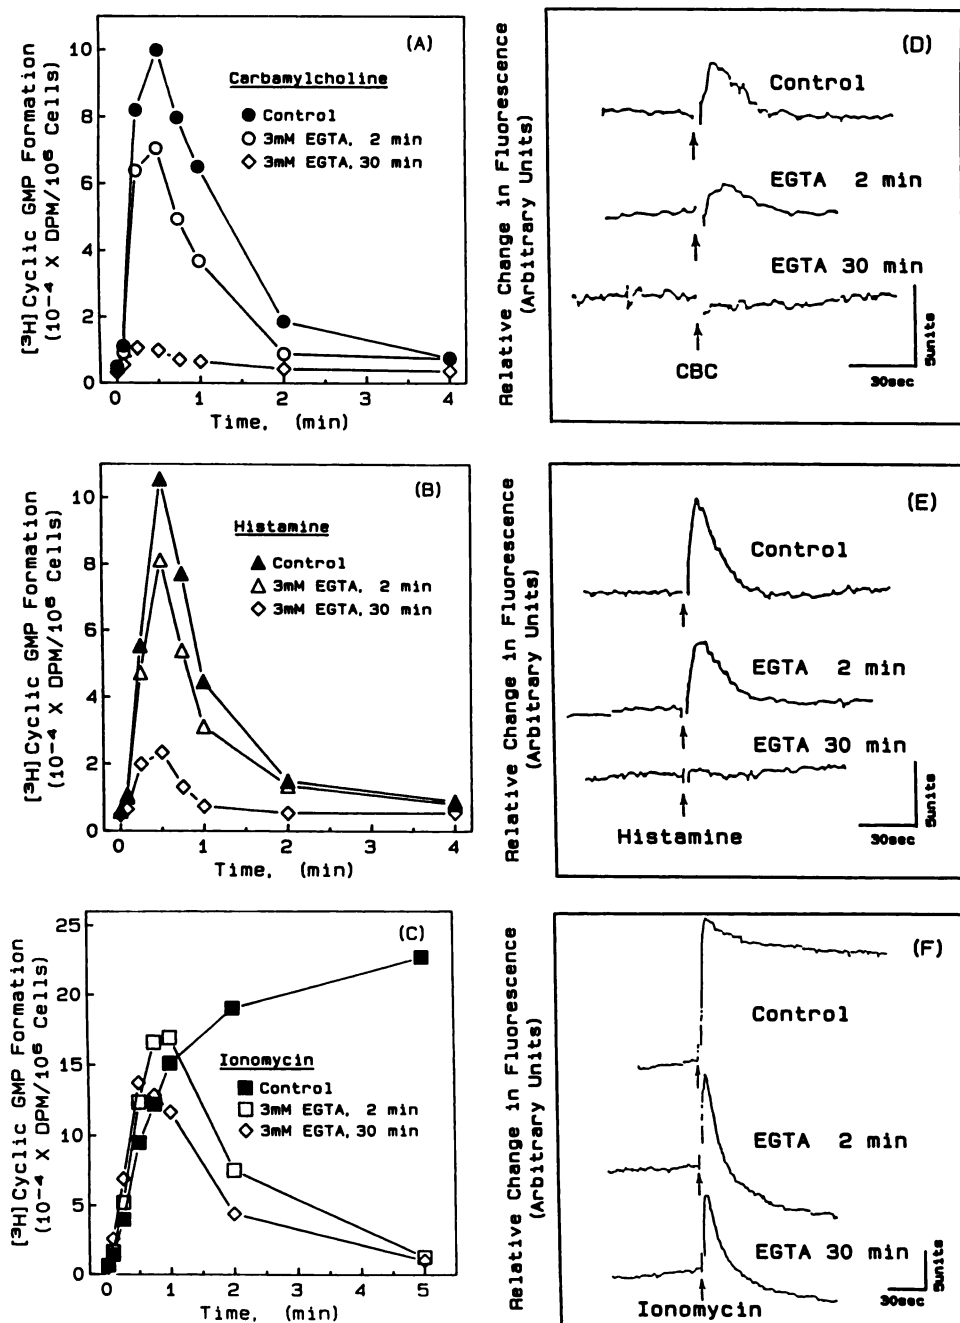 (A)
[³H]Cyclic GMP Formation
(10⁻⁴ X DPM/10⁶ Cells)
10
8
6
4
2
0
Carbamylcholine
Control
3mM EGTA, 2 min
3mM EGTA, 30 min
0 1 2 3 4
Time, (min)
(D)
Relative Change in Fluorescence
(Arbitrary Units)
Control
EGTA 2 min
EGTA 30 min
CBC
5units
30sec
(B)
[³H]Cyclic GMP Formation
(10⁻⁴ X DPM/10⁶ Cells)
10
8
6
4
2
0
Histamine
Control
3mM EGTA, 2 min
3mM EGTA, 30 min
0 1 2 3 4
Time, (min)
(E)
Relative Change in Fluorescence
(Arbitrary Units)
Control
EGTA 2 min
EGTA 30 min
Histamine
5units
30sec
(C)
[³H]Cyclic GMP Formation
(10⁻⁴ X DPM/10⁶ Cells)
25
20
15
10
5
0
Ionomycin
Control
3mM EGTA, 2 min
3mM EGTA, 30 min
0 1 2 3 4 5
Time, (min)
(F)
Relative Change in Fluorescence
(Arbitrary Units)
Control
EGTA 2 min
EGTA 30 min
Ionomycin
5units
30sec